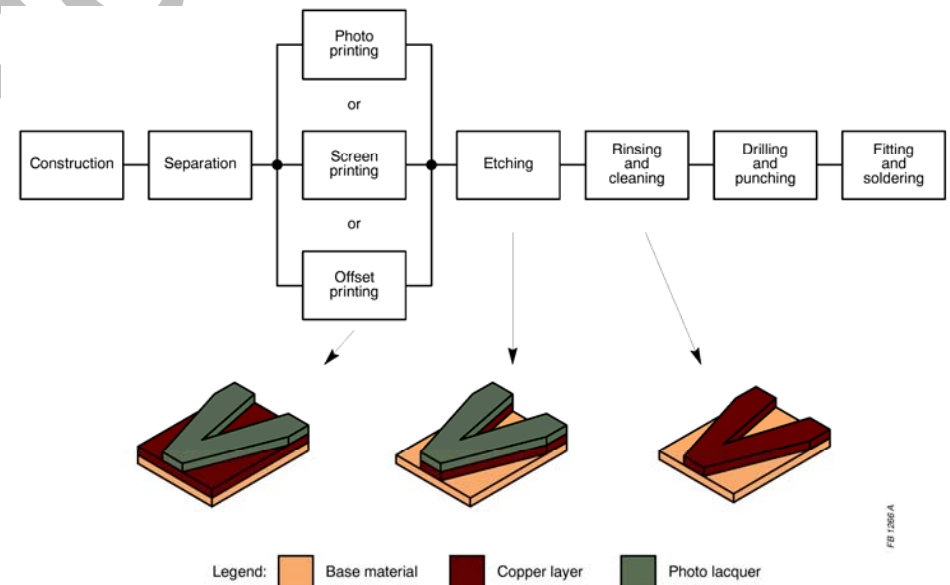 Photo
printing
or
Construction
Separation
Screen
printing
Etching
Rinsing
and
cleaning
Drilling
and
punching
Fitting
and
soldering
or
Offset
printing
FB 1266 A
Legend:
Base material
Copper layer
Photo lacquer